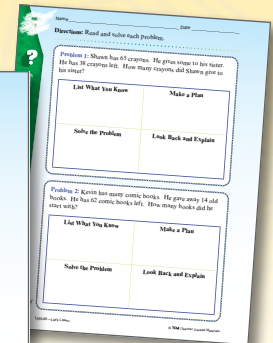 Name
Date
Directions: Read and solve each problem.
?
Problem 1: Shawn has 65 crayons. He gives some to his sister.
He has 38 crayons left. How many crayons did Shawn give to
his sister?
List What You Know
Make a Plan
Solve the Problem
Look Back and Explain
Problem 2: Kevin has many comic books. He gave away 14 old
books. He has 62 comic books left. How many books did he
start with?
List What You Know
Make a Plan
Solve the Problem
Look Back and Explain
© TCM Teacher Created Materials